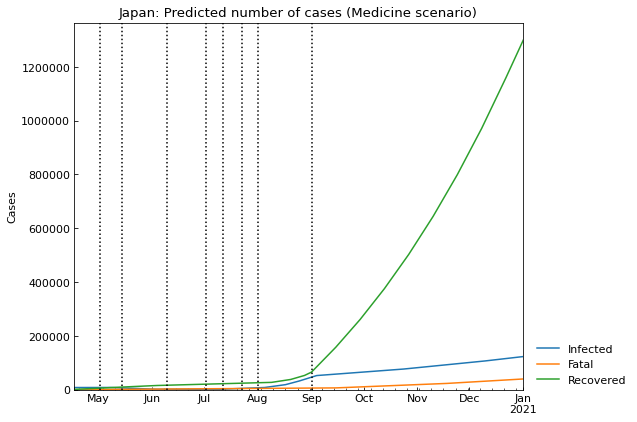 Japan: Predicted number of cases (Medicine scenario)
Cases
1200000
1000000
800000
600000
400000
200000
0
May Jun Jul Aug Sep Oct Nov Dec Jan
2021
Infected
Fatal
Recovered